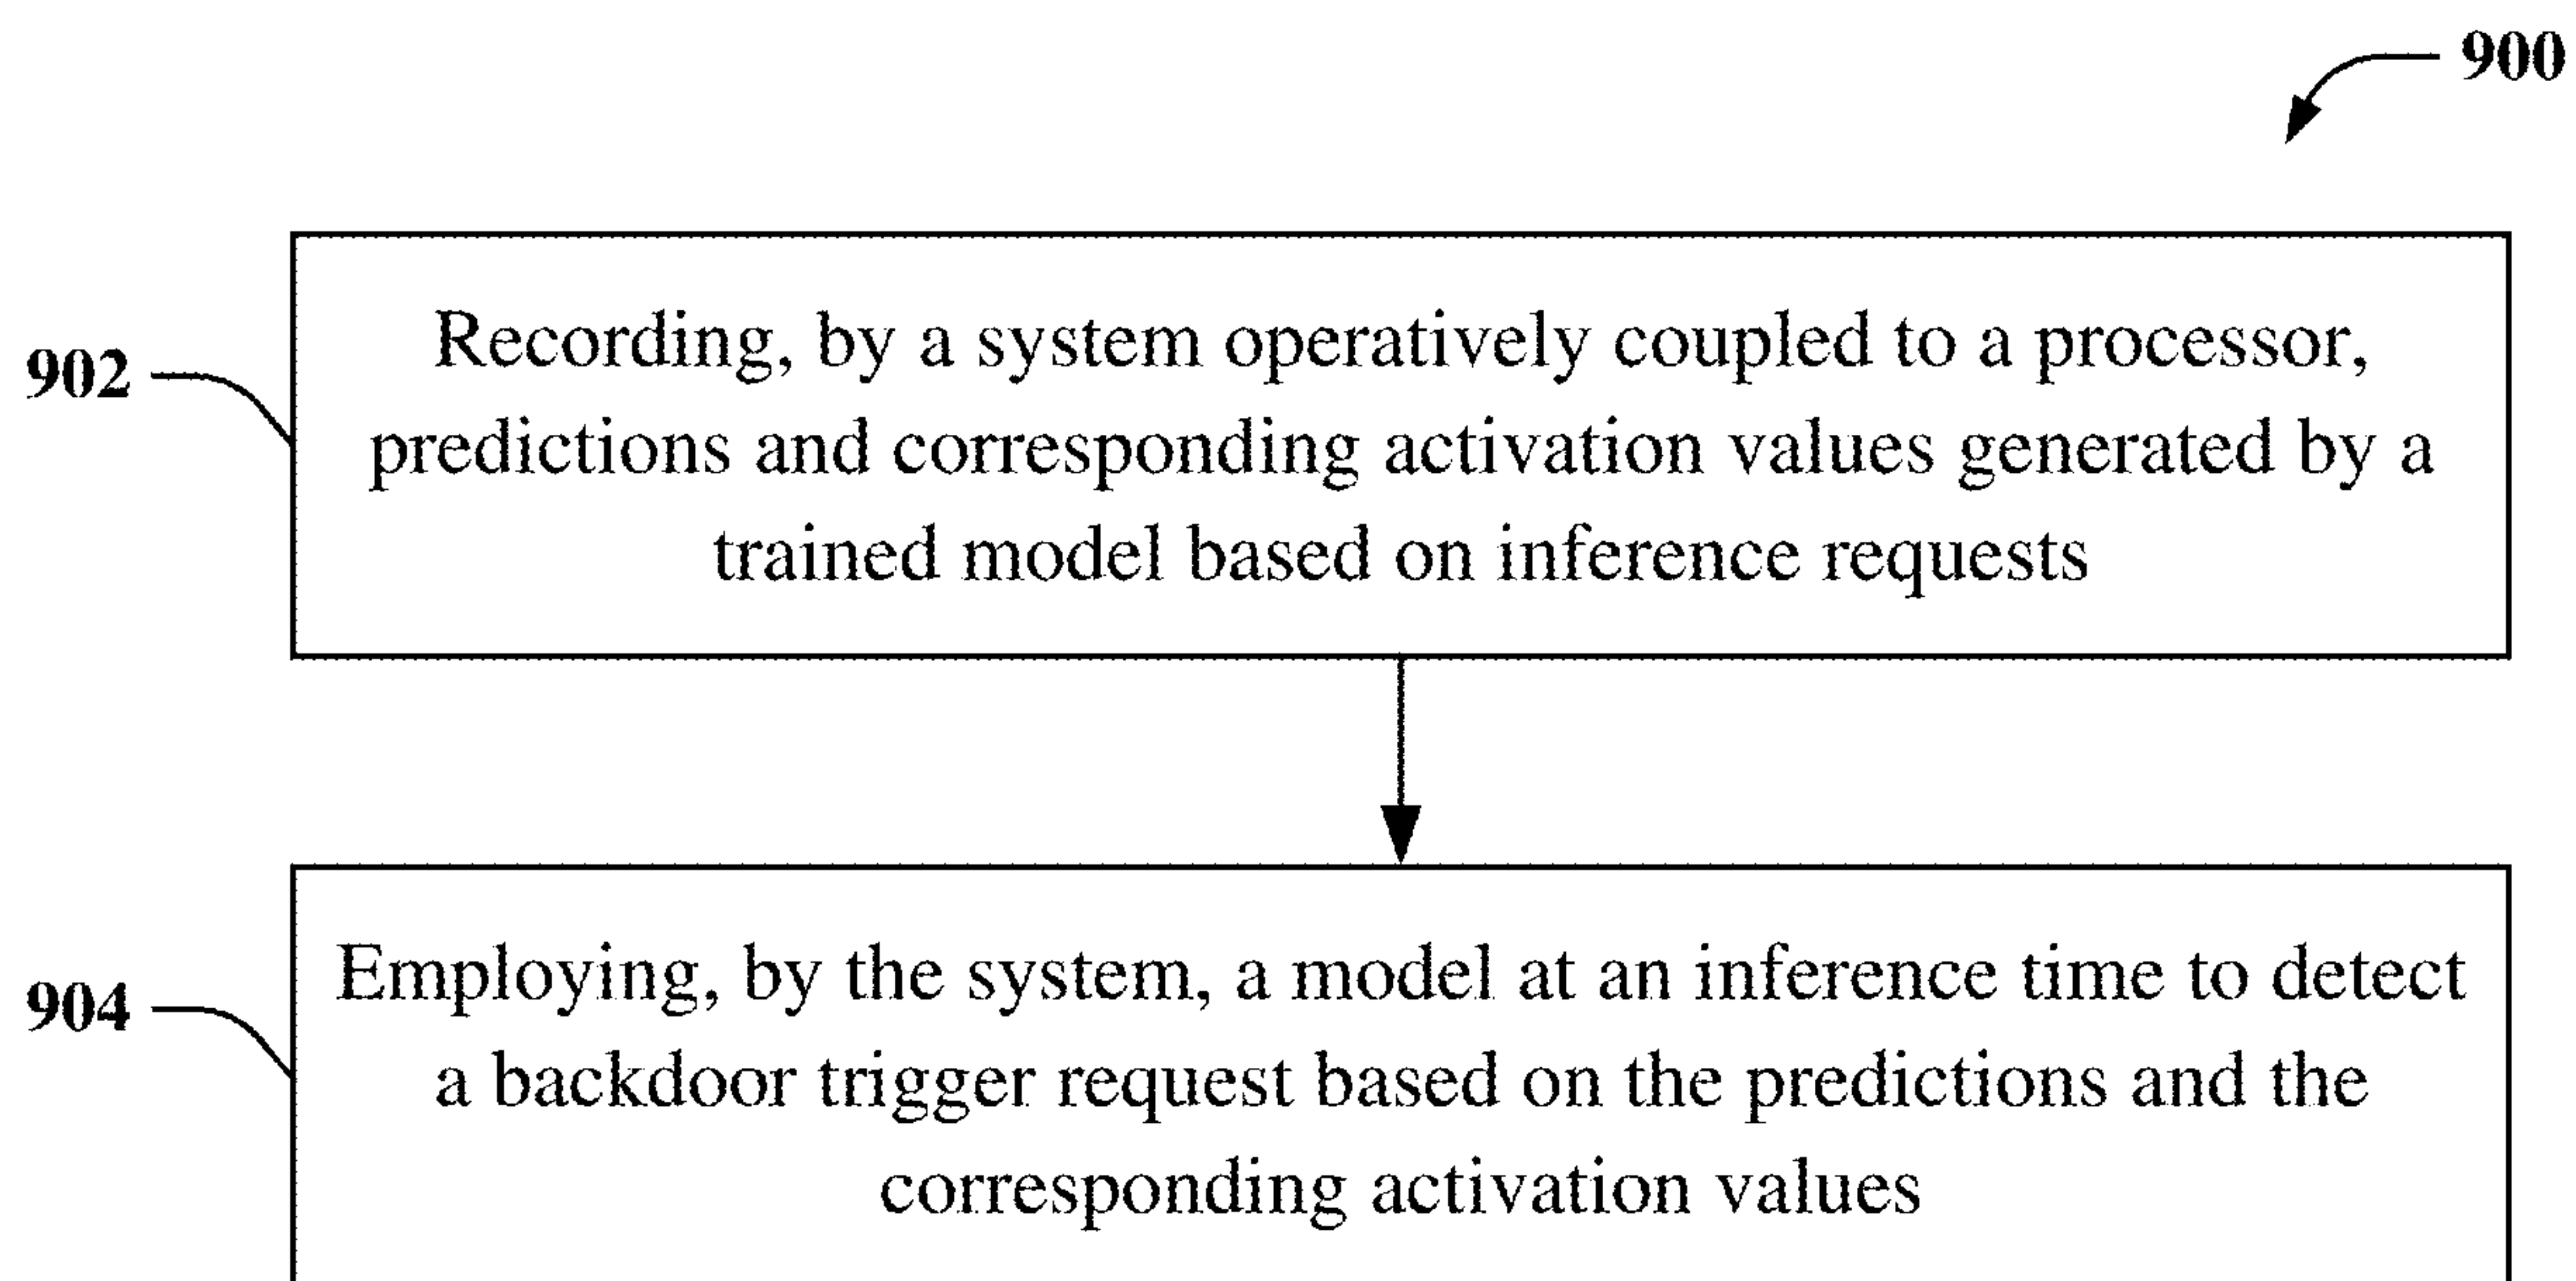 900
902
Recording, by a system operatively coupled to a processor,
predictions and corresponding activation values generated by a
trained model based on inference requests
904
Employing, by the system, a model at an inference time to detect
a backdoor trigger request based on the predictions and the
corresponding activation values